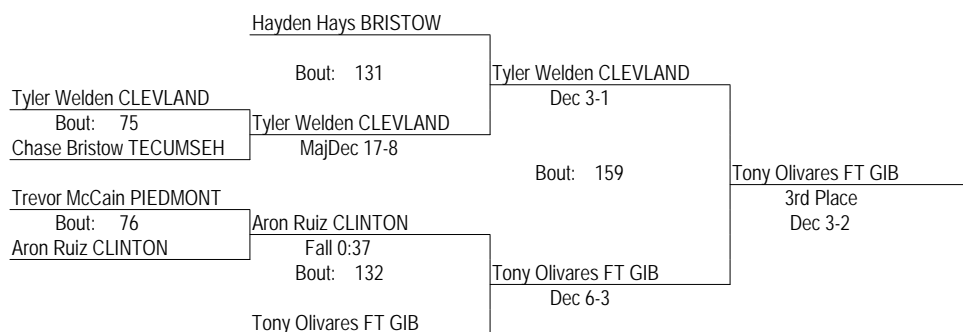 Hayden Hays BRISTOW
Bout: 131
Tyler Welden CLEVLAND
Dec 3-1
Tyler Welden CLEVLAND
Bout: 75
Tyler Welden CLEVLAND
MajDec 17-8
Chase Bristow TECUMSEH
Bout: 159
Tony Olivares FT GIB
3rd Place
Dec 3-2
Trevor McCain PIEDMONT
Bout: 76
Aron Ruiz CLINTON
Fall 0:37
Aron Ruiz CLINTON
Bout: 132
Tony Olivares FT GIB
Dec 6-3
Tony Olivares FT GIB